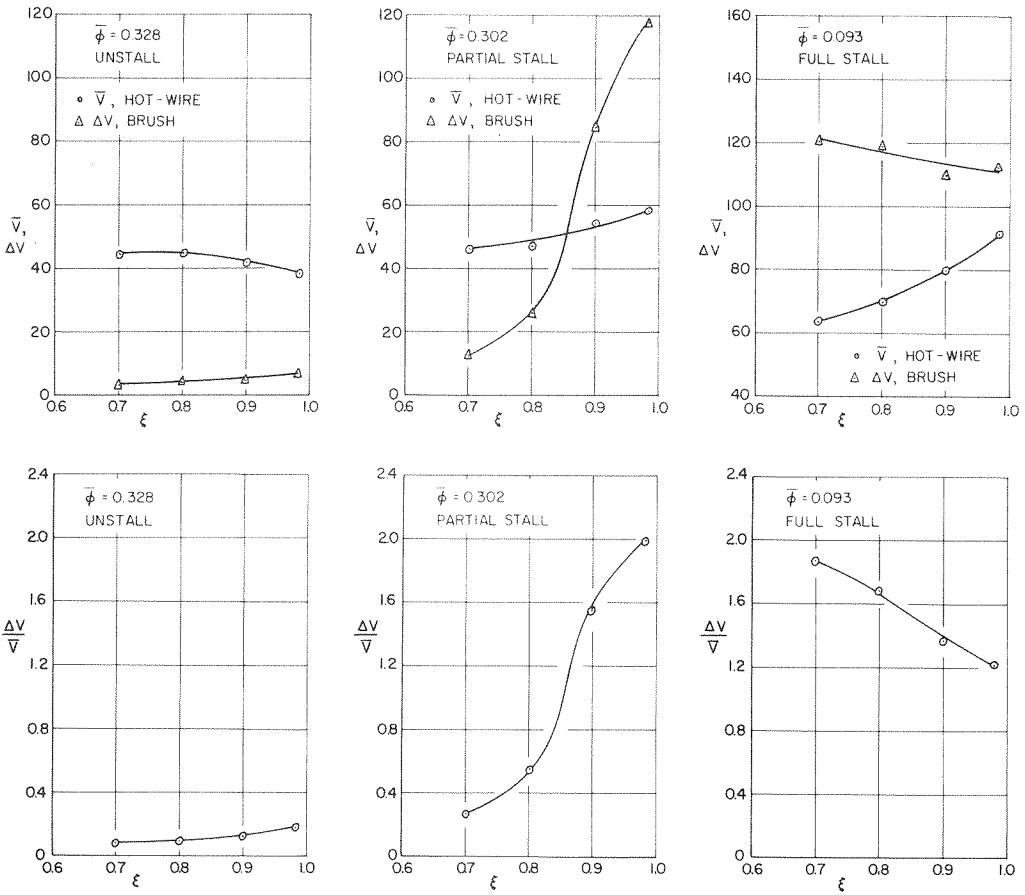 120
100
80
60
V̅,
ΔV
40
20
0
0.6 0.7 0.8 0.9 1.0
ξ
φ̅ = 0.328
UNSTALL
V̅, HOT-WIRE
ΔV, BRUSH
120
100
80
60
V̅,
ΔV
40
20
0
0.6 0.7 0.8 0.9 1.0
ξ
φ̅ = 0.302
PARTIAL STALL
V̅, HOT-WIRE
ΔV, BRUSH
160
140
120
100
V̅,
ΔV
80
60
40
0.6 0.7 0.8 0.9 1.0
ξ
φ̅ = 0.093
FULL STALL
V̅, HOT-WIRE
ΔV, BRUSH
2.4
2.0
1.6
ΔV
V̅
1.2
0.8
0.4
0
0.6 0.7 0.8 0.9 1.0
ξ
φ̅ = 0.328
UNSTALL
2.4
2.0
1.6
ΔV
V̅
1.2
0.8
0.4
0
0.6 0.7 0.8 0.9 1.0
ξ
φ̅ = 0.302
PARTIAL STALL
2.4
2.0
1.6
ΔV
V̅
1.2
0.8
0.4
0
0.6 0.7 0.8 0.9 1.0
ξ
φ̅ = 0.093
FULL STALL